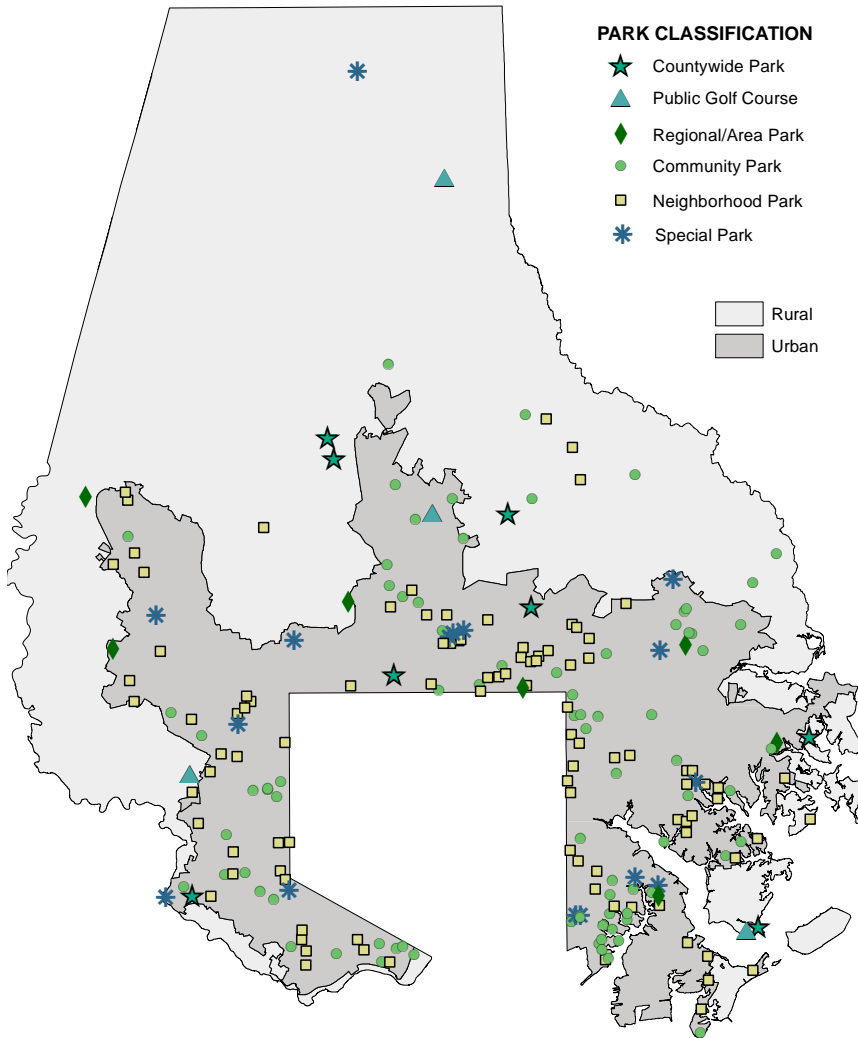 PARK CLASSIFICATION
Countywide Park
Public Golf Course
Regional/Area Park
Community Park
Neighborhood Park
Special Park
Rural
Urban